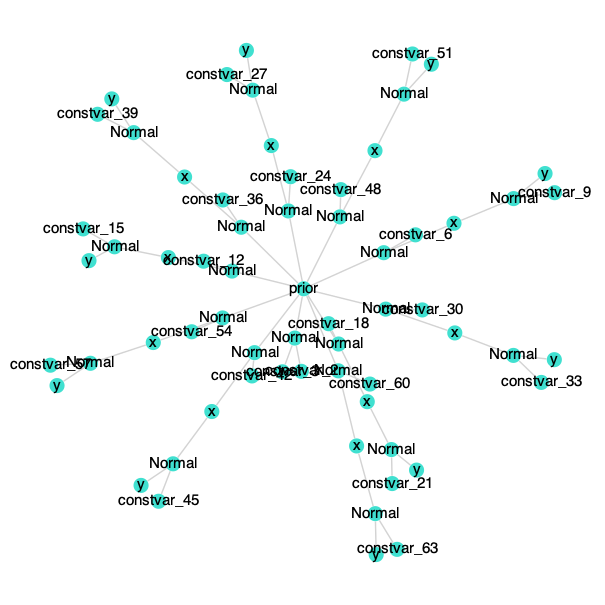 y
constvar_51
y
constvar_27
Normal
Normal
y
constvar_39
Normal
x
x
y
constvar_24
x
constvar_48
constvar_9
Normal
constvar_36
Normal
Normal
x
constvar_15
Normal
constvar_6
Normal
Normal
y
x
constvar_12
Normal
prior
Normal
constvar_30
Normal
constvar_18
constvar_54
x
Normal
x
Normal
Normal
Normal
y
Normal
constvar_42
Normal
constvar_33
y
constvar_60
x
x
x
Normal
Normal
y
y
constvar_21
constvar_45
Normal
constvar_63
y